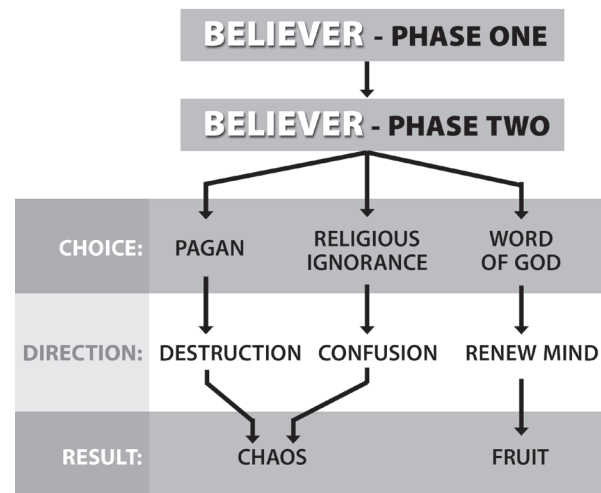 BELIEVER - PHASE ONE
BELIEVER - PHASE TWO
CHOICE: PAGAN RELIGIOUS IGNORANCE WORD OF GOD
DIRECTION: DESTRUCTION CONFUSION RENEW MIND
RESULT: CHAOS FRUIT